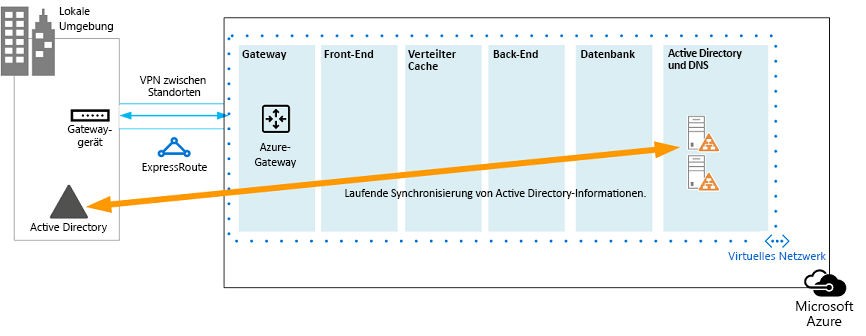 Lokale
Umgebung
VPN zwischen
Standorten
Gateway-
gerät
ExpressRoute
Active Directory
Gateway
Azure-
Gateway
Front-End
Verteilter
Cache
Back-End
Datenbank
Active Directory
und DNS
Laufende Synchronisierung von Active Directory-Informationen.
Virtuelles Netzwerk
Microsoft
Azure